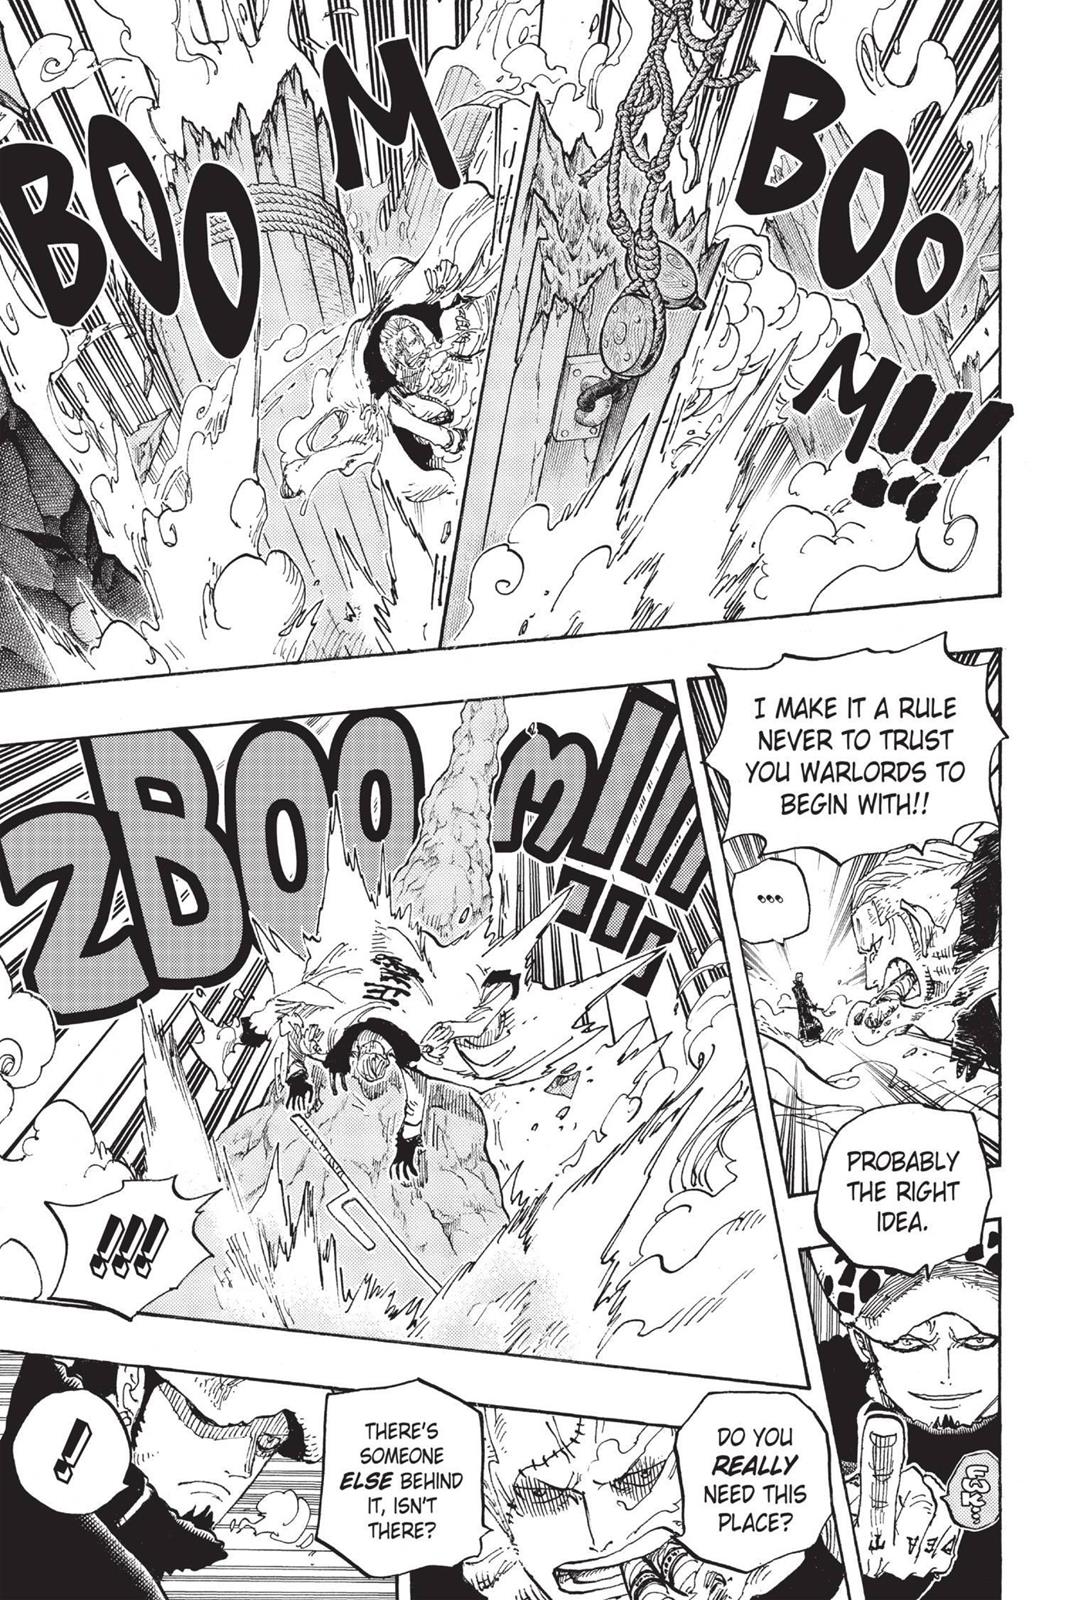 BOO
M!!!
BOO
M
I MAKE IT A RULE
NEVER TO TRUST
YOU WARLORDS TO
BEGIN WITH!!
...
PROBABLY
THE RIGHT
IDEA.
DEAT
ZBOO
M!!!
!!!
DO YOU
REALLY
NEED THIS
PLACE?
THERE'S
SOMEONE
ELSE BEHIND
IT, ISN'T
THERE?
!